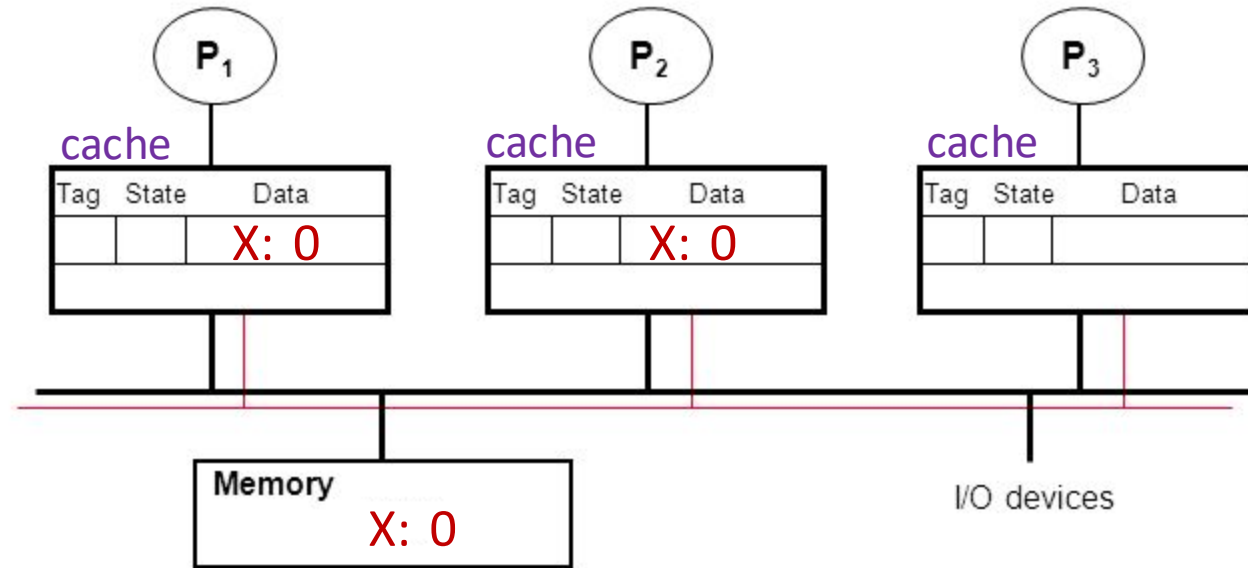 P1 P2 P3
cache cache cache
Tag State Data Tag State Data Tag State Data
X: 0 X: 0
Memory
I/O devices
X: 0